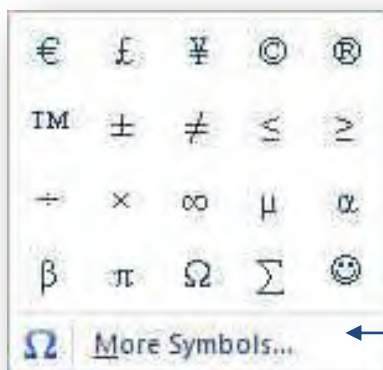 € £ ¥ © ®
TM ± ≠ ≤ ≥
÷ × ∞ µ α
β π Ω ∑ ☺
Ω More Symbols...